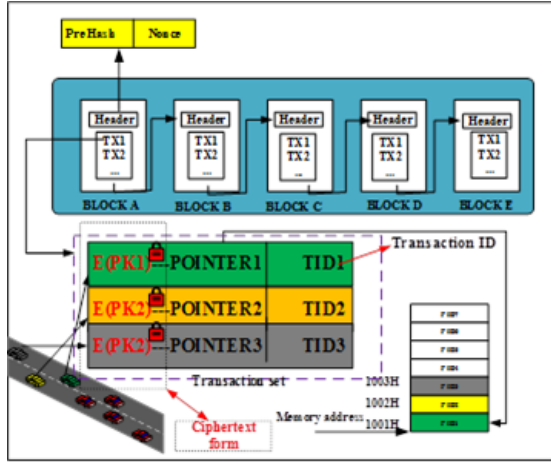 PreHash Nonce
Header Header Header Header Header
TX1 TX1 TX1 TX1 TX1
TX2 TX2 TX2 TX2 TX2
... ... ... ... ...
BLOCK A BLOCK B BLOCK C BLOCK D BLOCK E
Transaction ID
E(PK1) POINTER1 TID1
E(PK2) POINTER2 TID2
E(PK2) POINTER3 TID3
Transaction set
1003H
1002H
Memory address 1001H
Ciphertext
form